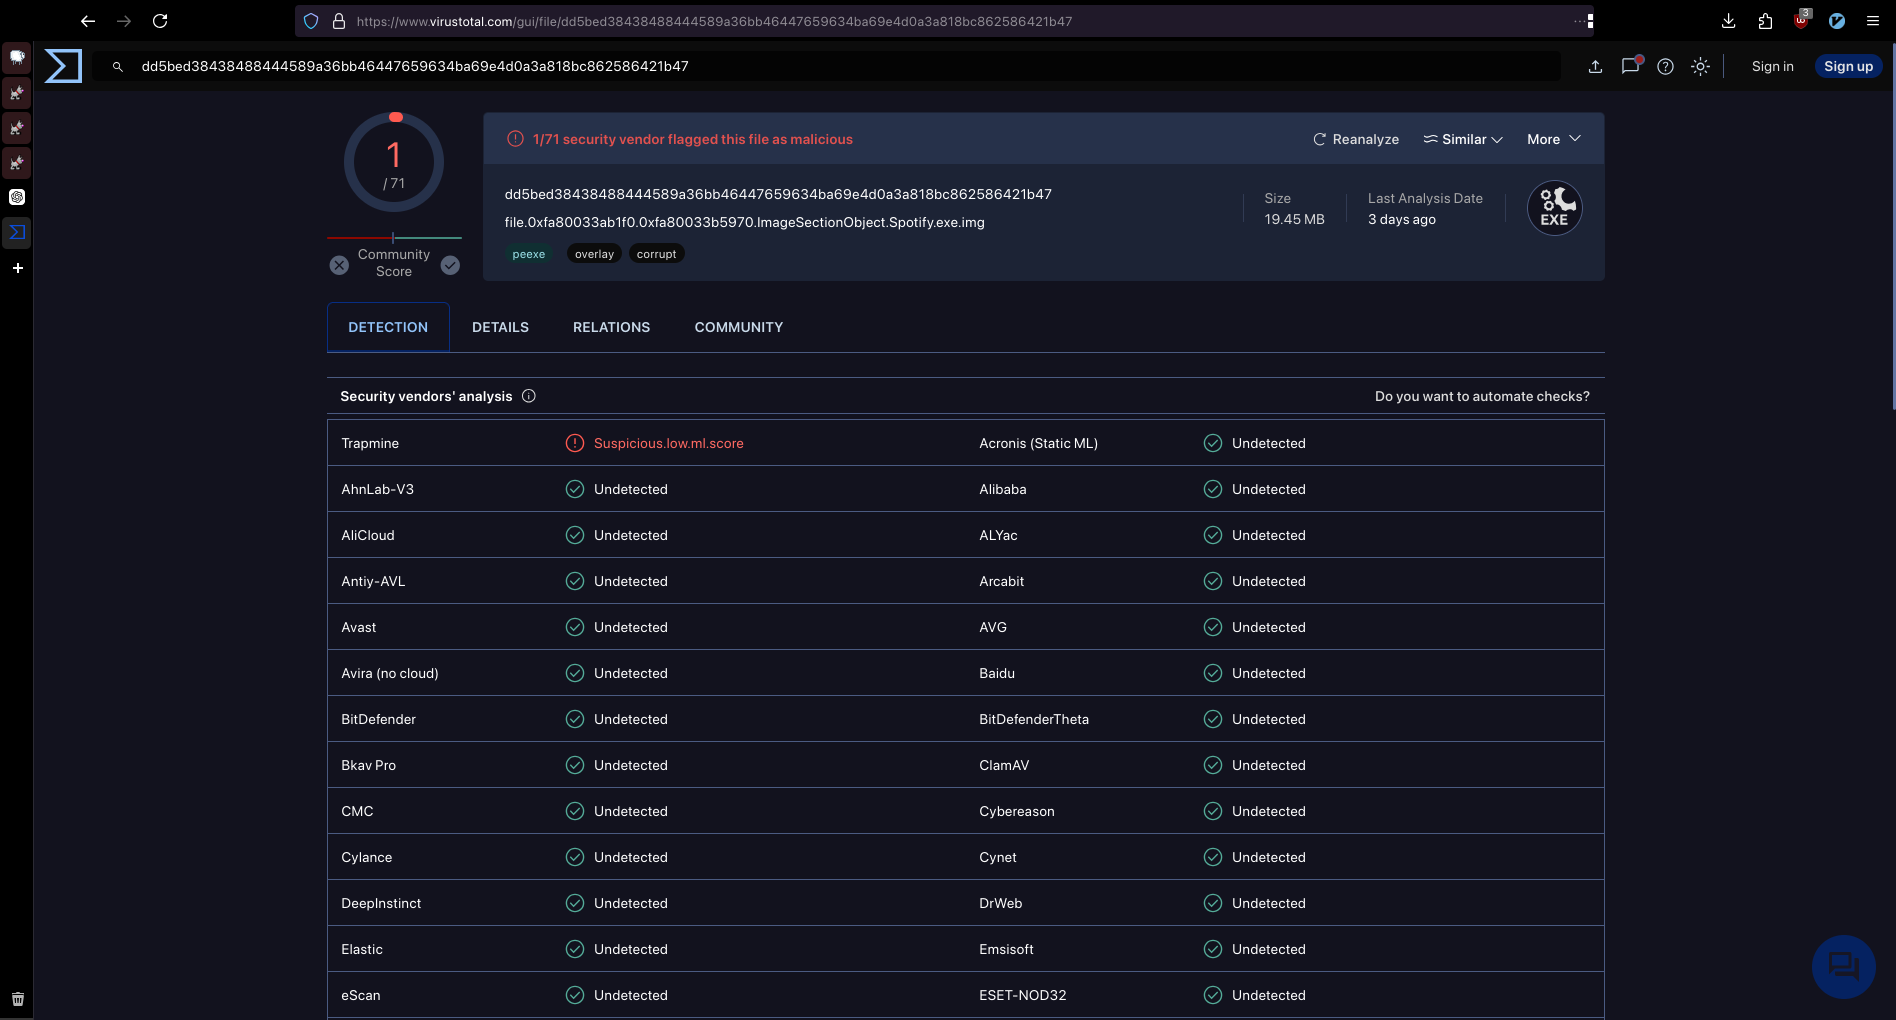 https://www.virustotal.com/gui/file/dd5bed38438488444589a36bb46447659634ba69e4d0a3a818bc862586421b47
3
dd5bed38438488444589a36bb46447659634ba69e4d0a3a818bc862586421b47
Sign in
Sign up
1
/ 71
Community
Score
1/71 security vendor flagged this file as malicious
Reanalyze
Similar
More
dd5bed38438488444589a36bb46447659634ba69e4d0a3a818bc862586421b47
file.0xfa80033ab1f0.0xfa80033b5970.ImageSectionObject.Spotify.exe.img
peexe
overlay
corrupt
Size
19.45 MB
Last Analysis Date
3 days ago
EXE
DETECTION
DETAILS
RELATIONS
COMMUNITY
Security vendors' analysis
Do you want to automate checks?
Trapmine Suspicious.low.ml.score Acronis (Static ML) Undetected
AhnLab-V3 Undetected Alibaba Undetected
AliCloud Undetected ALYac Undetected
Antiy-AVL Undetected Arcabit Undetected
Avast Undetected AVG Undetected
Avira (no cloud) Undetected Baidu Undetected
BitDefender Undetected BitDefenderTheta Undetected
Bkav Pro Undetected ClamAV Undetected
CMC Undetected Cybereason Undetected
Cylance Undetected Cynet Undetected
DeepInstinct Undetected DrWeb Undetected
Elastic Undetected Emsisoft Undetected
eScan Undetected ESET-NOD32 Undetected